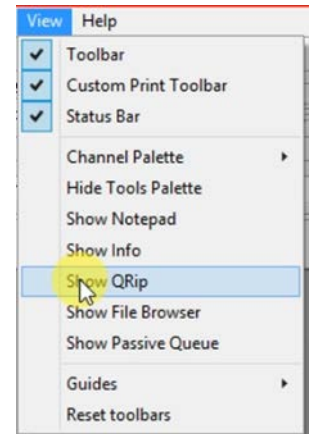 View Help
Toolbar
Custom Print Toolbar
Status Bar
Channel Palette
Hide Tools Palette
Show Notepad
Show Info
Show QRip
Show File Browser
Show Passive Queue
Guides
Reset toolbars